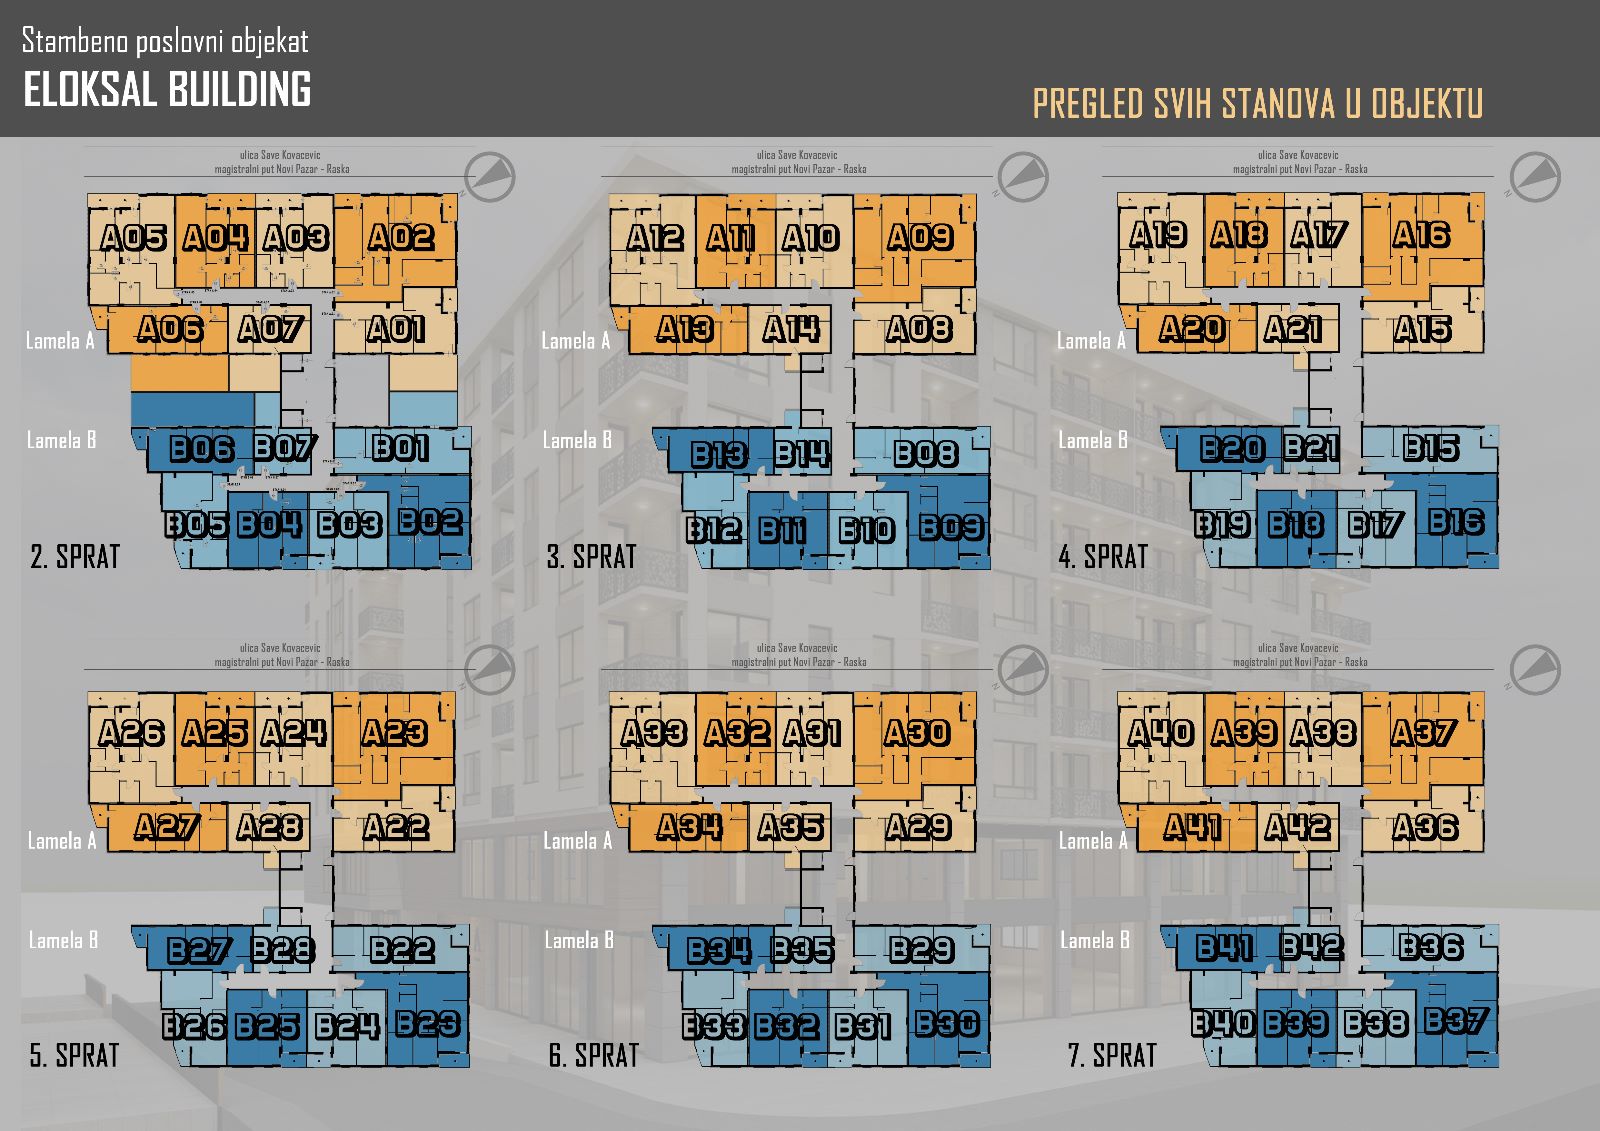 Stambeno poslovni objekat
ELOKSAL BUILDING
PREGLED SVIH STANOVA U OBJEKTU
ulica Save Kovacevic
magistralni put Novi Pazar - Raska
N
A05 A04 A03 A02
A06 A07 A01
Lamela A
Lamela B
B06 B07 B01
B05 B04 B03 B02
2. SPRAT
ulica Save Kovacevic
magistralni put Novi Pazar - Raska
N
A12 A11 A10 A09
A13 A14 A08
Lamela A
Lamela B
B13 B14 B08
B12 B11 B10 B09
3. SPRAT
ulica Save Kovacevic
magistralni put Novi Pazar - Raska
N
A19 A18 A17 A16
A20 A21 A15
Lamela A
Lamela B
B20 B21 B15
B19 B18 B17 B16
4. SPRAT
ulica Save Kovacevic
magistralni put Novi Pazar - Raska
N
A26 A25 A24 A23
A27 A28 A22
Lamela A
Lamela B
B27 B28 B22
B26 B25 B24 B23
5. SPRAT
ulica Save Kovacevic
magistralni put Novi Pazar - Raska
N
A33 A32 A31 A30
A34 A35 A29
Lamela A
Lamela B
B34 B35 B29
B33 B32 B31 B30
6. SPRAT
ulica Save Kovacevic
magistralni put Novi Pazar - Raska
N
A40 A39 A38 A37
A41 A42 A36
Lamela A
Lamela B
B41 B42 B36
B40 B39 B38 B37
7. SPRAT